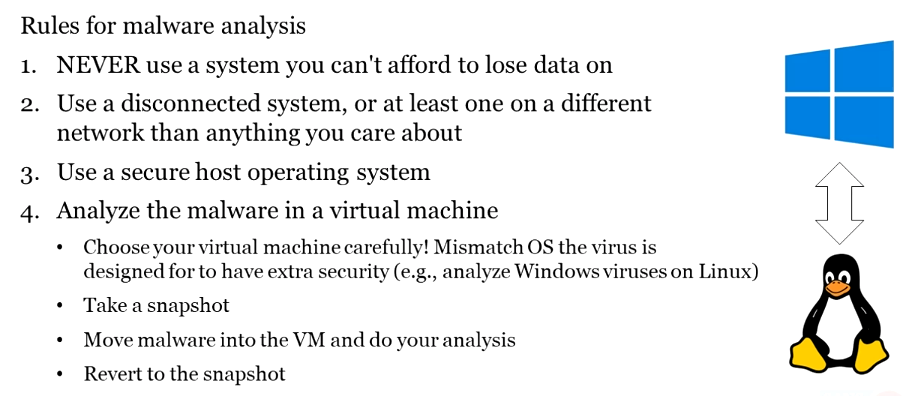 Rules for malware analysis
1. NEVER use a system you can't afford to lose data on
2. Use a disconnected system, or at least one on a different
network than anything you care about
3. Use a secure host operating system
4. Analyze the malware in a virtual machine
• Choose your virtual machine carefully! Mismatch OS the virus is
designed for to have extra security (e.g., analyze Windows viruses on Linux)
• Take a snapshot
• Move malware into the VM and do your analysis
• Revert to the snapshot